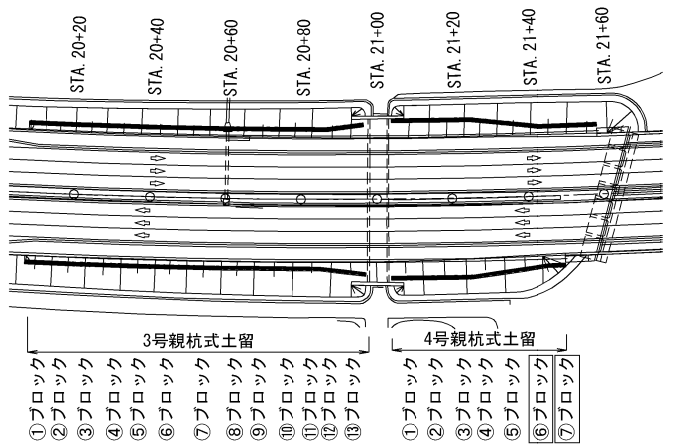 STA. 20+20
STA. 20+40
STA. 20+60
STA. 20+80
STA. 21+00
STA. 21+20
STA. 21+40
STA. 21+60
3号親杭式土留
4号親杭式土留
①ブロック
②ブロック
③ブロック
④ブロック
⑤ブロック
⑥ブロック
⑦ブロック
⑧ブロック
⑨ブロック
⑩ブロック
⑪ブロック
⑫ブロック
⑬ブロック
①ブロック
②ブロック
③ブロック
④ブロック
⑤ブロック
⑥ブロック
⑦ブロック